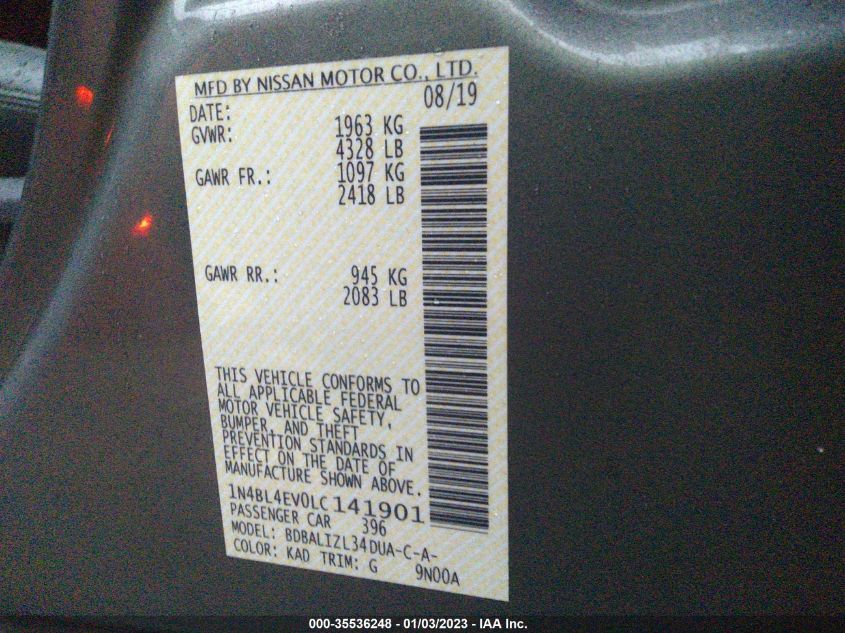 MFD BY NISSAN MOTOR CO., LTD.
DATE: 08/19
GVWR: 1963 KG
4328 LB
GAWR FR.: 1097 KG
2418 LB
GAWR RR.: 945 KG
2083 LB
THIS VEHICLE CONFORMS TO
ALL APPLICABLE FEDERAL
MOTOR VEHICLE SAFETY,
BUMPER, AND THEFT
PREVENTION STANDARDS IN
EFFECT ON THE DATE OF
MANUFACTURE SHOWN ABOVE.
1N4BL4EV0LC141901
PASSENGER CAR 396
MODEL: BDBALIZL34DUA-C-A-
COLOR: KAD TRIM: G 9N00A
000-35536248 - 01/03/2023 - IAA Inc.